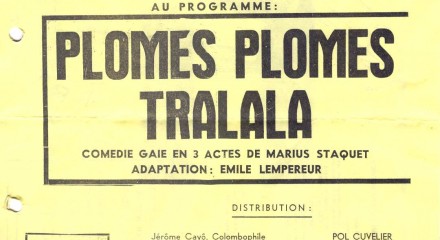 AU PROGRAMME:
PLOMES PLOMES
TRALALA
COMEDIE GAIE EN 3 ACTES DE MARIUS STAQUET
ADAPTATION: EMILE LEMPEREUR
DISTRIBUTION:
Jérôme Cayô, Colombophile POL CUVELIER